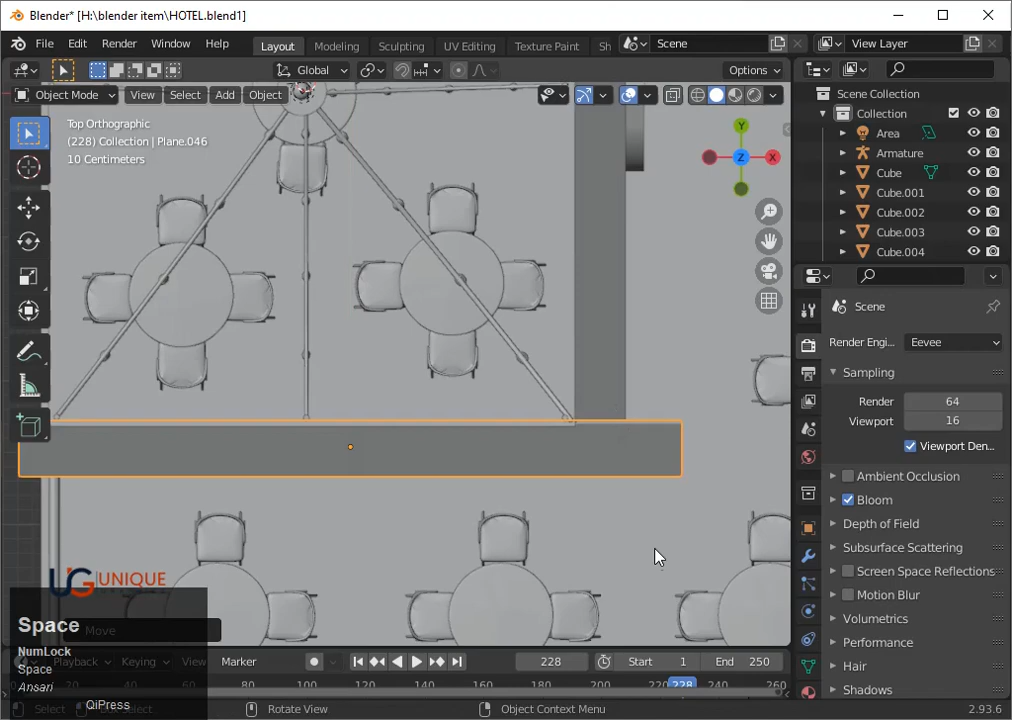 Blender* [H:\blender item\HOTEL.blend1]
File Edit Render Window Help Layout Modeling Sculpting UV Editing Texture Paint Sh Scene View Layer
Global Options
Object Mode View Select Add Object
Top Orthographic
(228) Collection | Plane.046
10 Centimeters
Y
Z X
Scene Collection
Collection
Area
Armature
Cube
Cube.001
Cube.002
Cube.003
Cube.004
Scene
Render Engi... Eevee
Sampling
Render 64
Viewport 16
Viewport Den...
Ambient Occlusion
Bloom
Depth of Field
Subsurface Scattering
Screen Space Reflections
Motion Blur
Volumetrics
Performance
Hair
Shadows
UG UNIQUE
Space
Move
NumLock
Space
Ansari
QiPress
Playback Keying View Marker 228 Start 1 End 250
80 100 120 140 160 180 200 220 228 240 260
Select Rotate View Object Context Menu 2.93.6